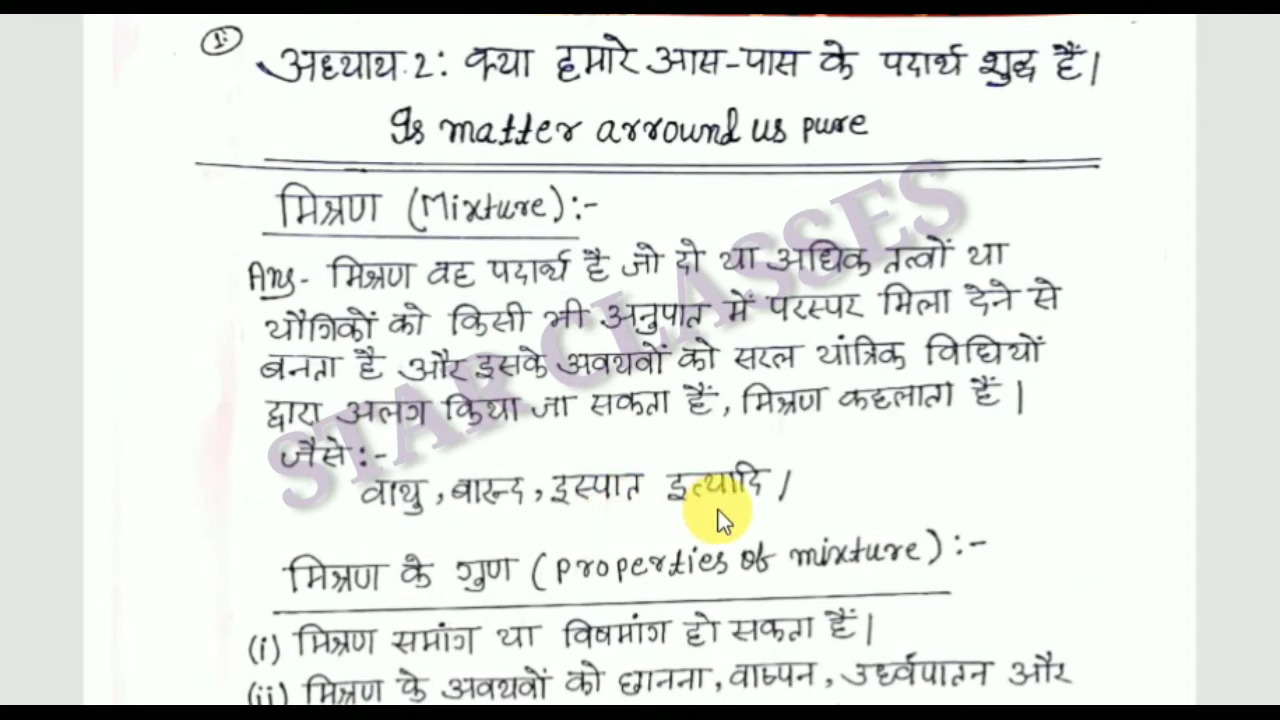 1:
अध्याय 2: क्या हमारे आस-पास के पदार्थ शुद्ध हैं।
Is matter arround us pure
मिश्रण (Mixture):-
Ans- मिश्रण वह पदार्थ है जो दो या अधिक तत्वों या
यौगिकों को किसी भी अनुपात में परस्पर मिला देने से
बनता है और इसके अवयवों को सरल यांत्रिक विधियों
द्वारा अलग किया जा सकता हैं, मिश्रण कहलाता हैं।
जैसे:-
वायु, बारूद, इस्पात इत्यादि।
मिश्रण के गुण (properties of mixture):-
(i) मिश्रण समांग या विषमांग हो सकता हैं।
(ii) मिश्रण के अवयवों को छानना, वाष्पन, उर्ध्वपातन और
STAR CLASSES